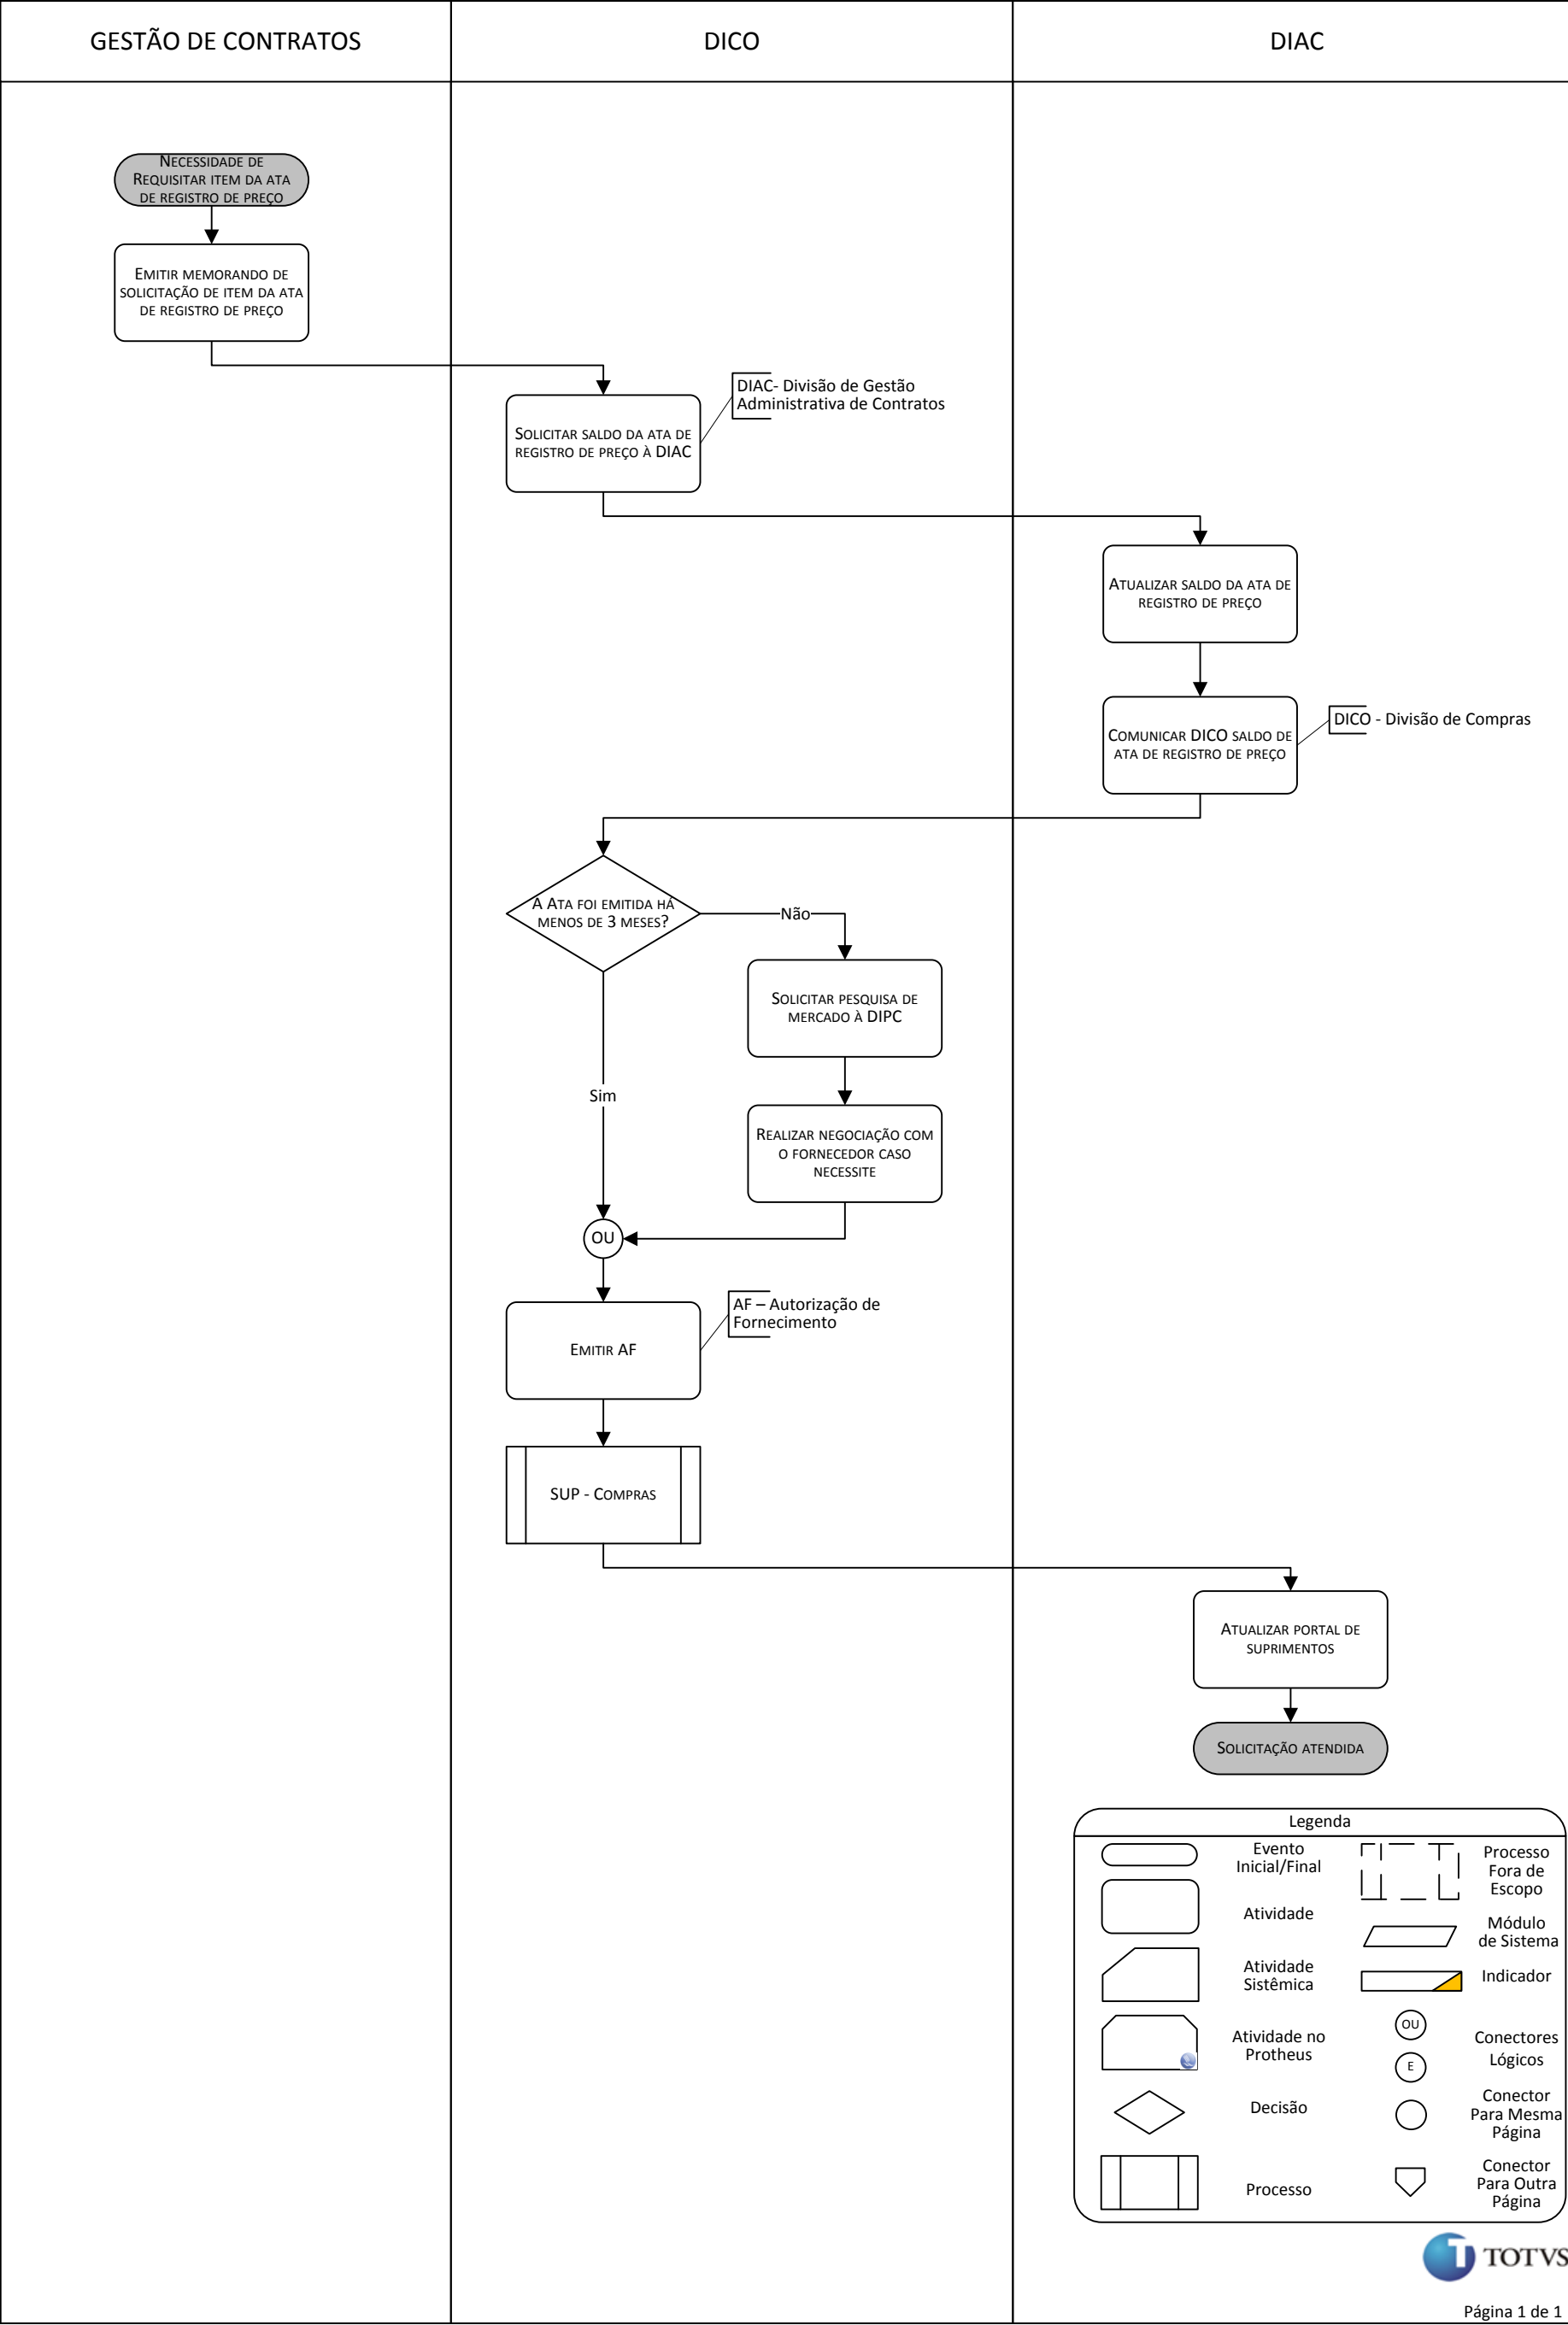 GESTÃO DE CONTRATOS
DICO
DIAC
NECESSIDADE DE
REQUISITAR ITEM DA ATA
DE REGISTRO DE PREÇO
EMITIR MEMORANDO DE
SOLICITAÇÃO DE ITEM DA ATA
DE REGISTRO DE PREÇO
SOLICITAR SALDO DA ATA DE
REGISTRO DE PREÇO À DIAC
DIAC- Divisão de Gestão
Administrativa de Contratos
ATUALIZAR SALDO DA ATA DE
REGISTRO DE PREÇO
COMUNICAR DICO SALDO DE
ATA DE REGISTRO DE PREÇO
DICO - Divisão de Compras
A ATA FOI EMITIDA HÁ
MENOS DE 3 MESES?
Não
SOLICITAR PESQUISA DE
MERCADO À DIPC
Sim
REALIZAR NEGOCIAÇÃO COM
O FORNECEDOR CASO
NECESSITE
OU
EMITIR AF
AF – Autorização de
Fornecimento
SUP - COMPRAS
ATUALIZAR PORTAL DE
SUPRIMENTOS
SOLICITAÇÃO ATENDIDA
Legenda
Evento
Inicial/Final
Atividade
Atividade
Sistêmica
Atividade no
Protheus
Decisão
Processo
Processo
Fora de
Escopo
Módulo
de Sistema
Indicador
OU
E
Conectores
Lógicos
Conector
Para Mesma
Página
Conector
Para Outra
Página
TOTVS
Página 1 de 1